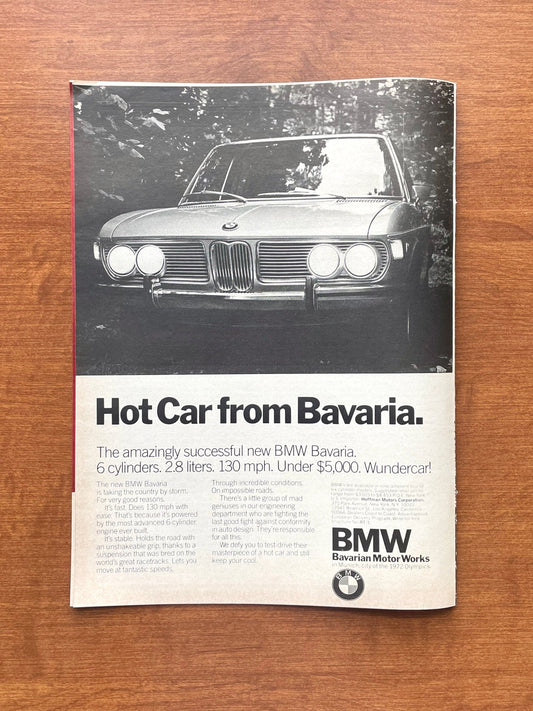 Hot Car from Bavaria.
The amazingly successful new BMW Bavaria.
6 cylinders. 2.8 liters. 130 mph. Under $5,000. Wundercar!
The new BMW Bavaria
is taking the country by storm.
For very good reasons.
It's fast. Does 130 mph with
ease. That's because it's powered
by the most advanced 6-cylinder
engine ever built.
It's stable. Holds the road with
an unshakeable grip, thanks to a
suspension that was bred on the
world's great racetracks. Lets you
move at fantastic speeds.
Through incredible conditions.
On impossible roads.
There's a little group of mad
geniuses in our engineering
department who are fighting the
last good fight against conformity
in auto design. They're responsible
for all this.
We defy you to test-drive their
masterpiece of a hot car and still
keep your cool.
Hoffman Motors Corporation,
BMW
Bavarian Motor Works
in Munich, city of the 1972 Olympics
BMW